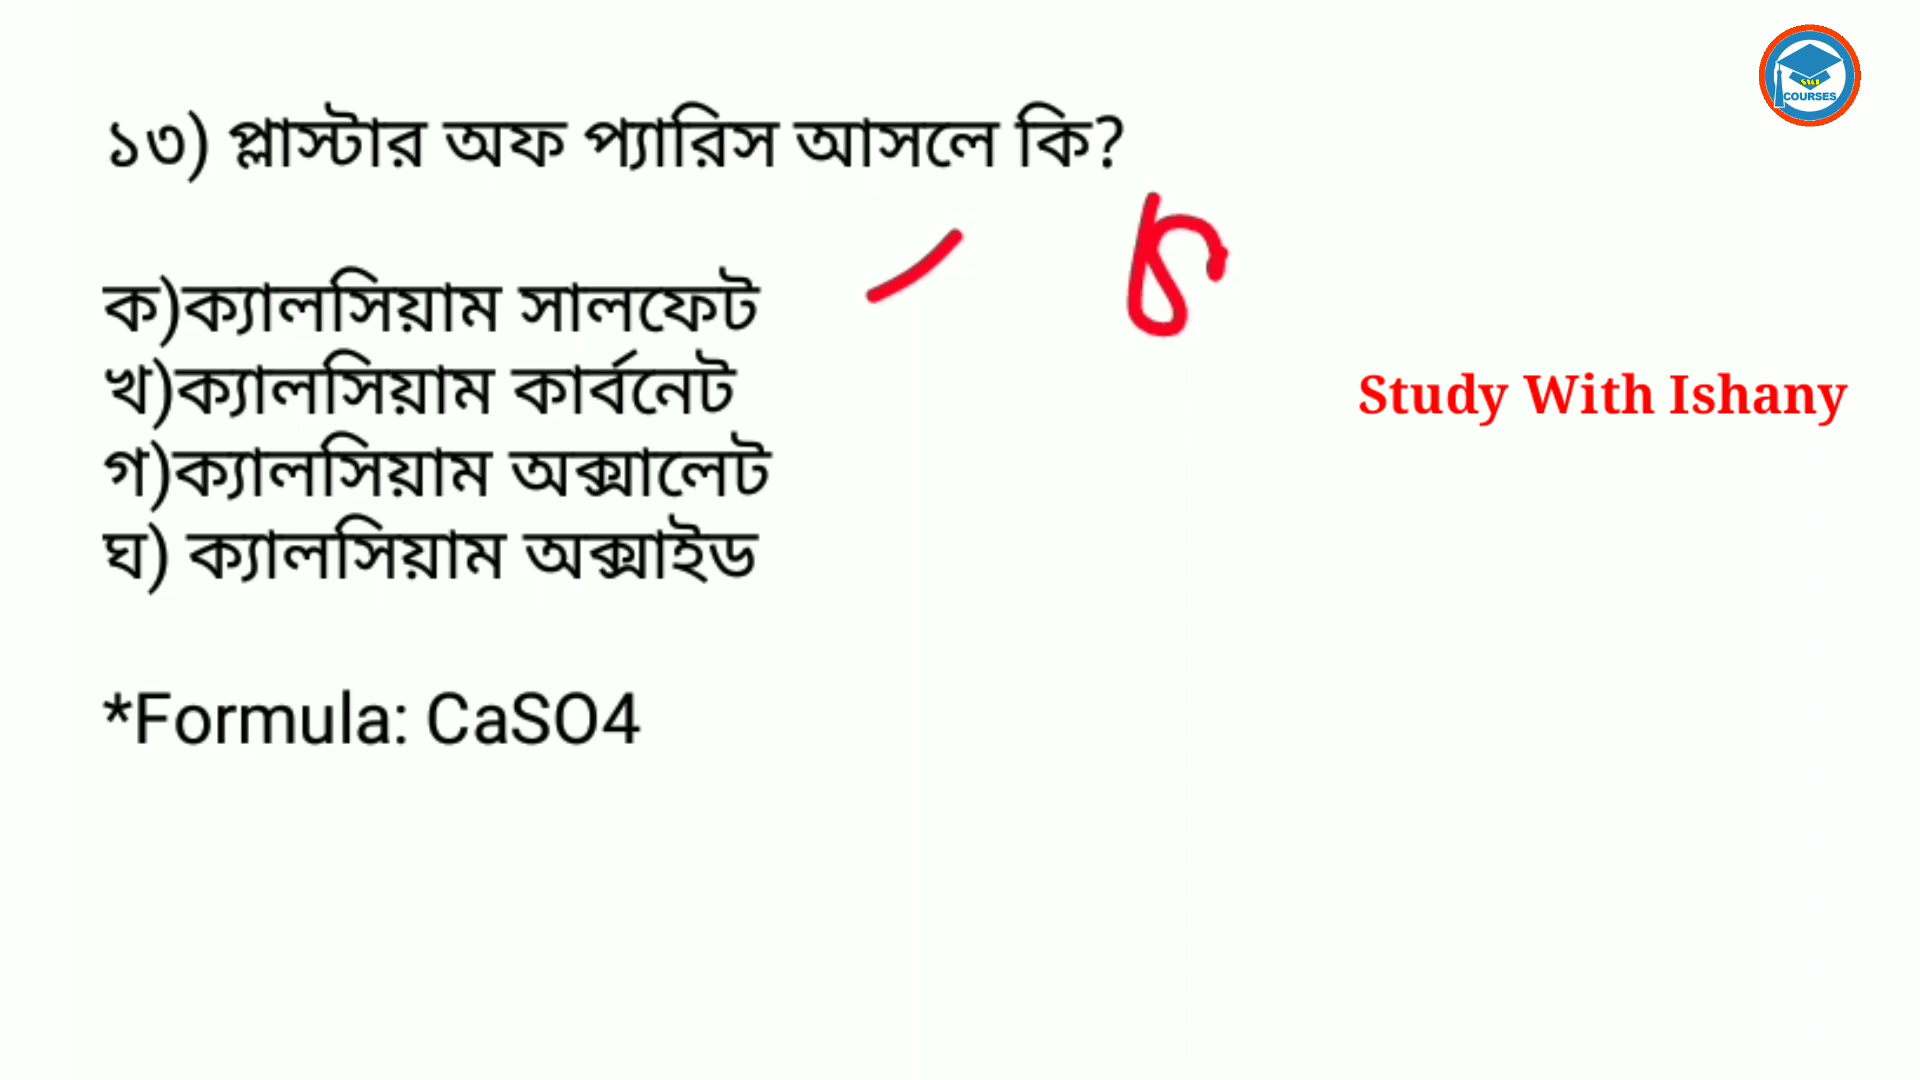 ১৩) প্লাস্টার অফ প্যারিস আসলে কি?
ক)ক্যালসিয়াম সালফেট
খ)ক্যালসিয়াম কার্বনেট
গ)ক্যালসিয়াম অক্সালেট
ঘ) ক্যালসিয়াম অক্সাইড
*Formula: CaSO4
Study With Ishany
COURSES